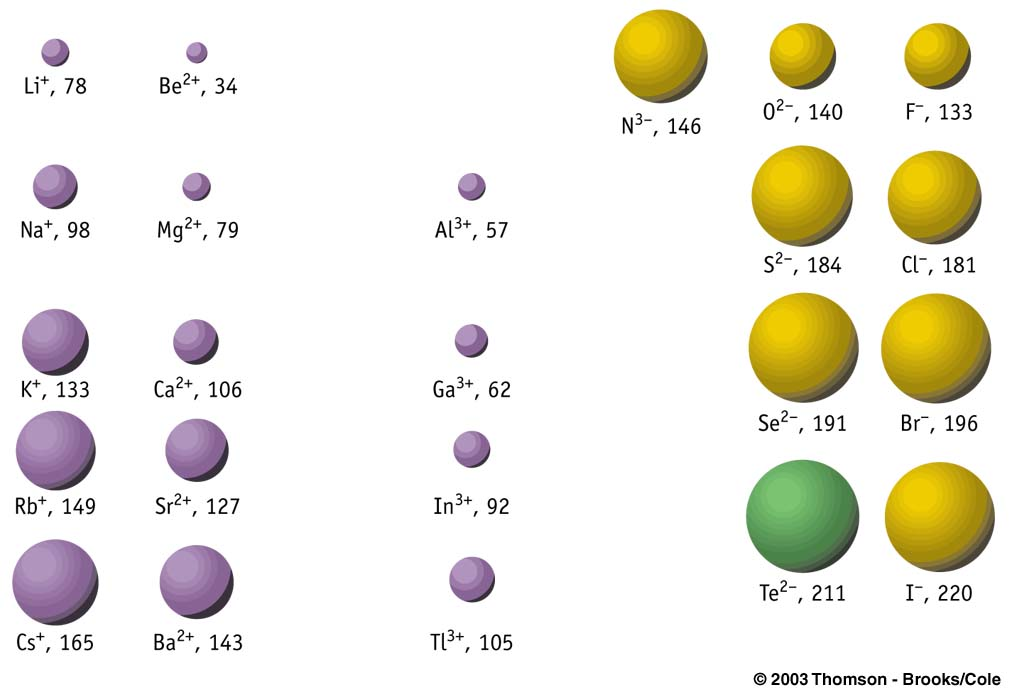 Li⁺, 78
Be²⁺, 34
N³⁻, 146
O²⁻, 140
F⁻, 133
Na⁺, 98
Mg²⁺, 79
Al³⁺, 57
S²⁻, 184
Cl⁻, 181
K⁺, 133
Ca²⁺, 106
Ga³⁺, 62
Se²⁻, 191
Br⁻, 196
Rb⁺, 149
Sr²⁺, 127
In³⁺, 92
Te²⁻, 211
I⁻, 220
Cs⁺, 165
Ba²⁺, 143
Tl³⁺, 105
© 2003 Thomson - Brooks/Cole